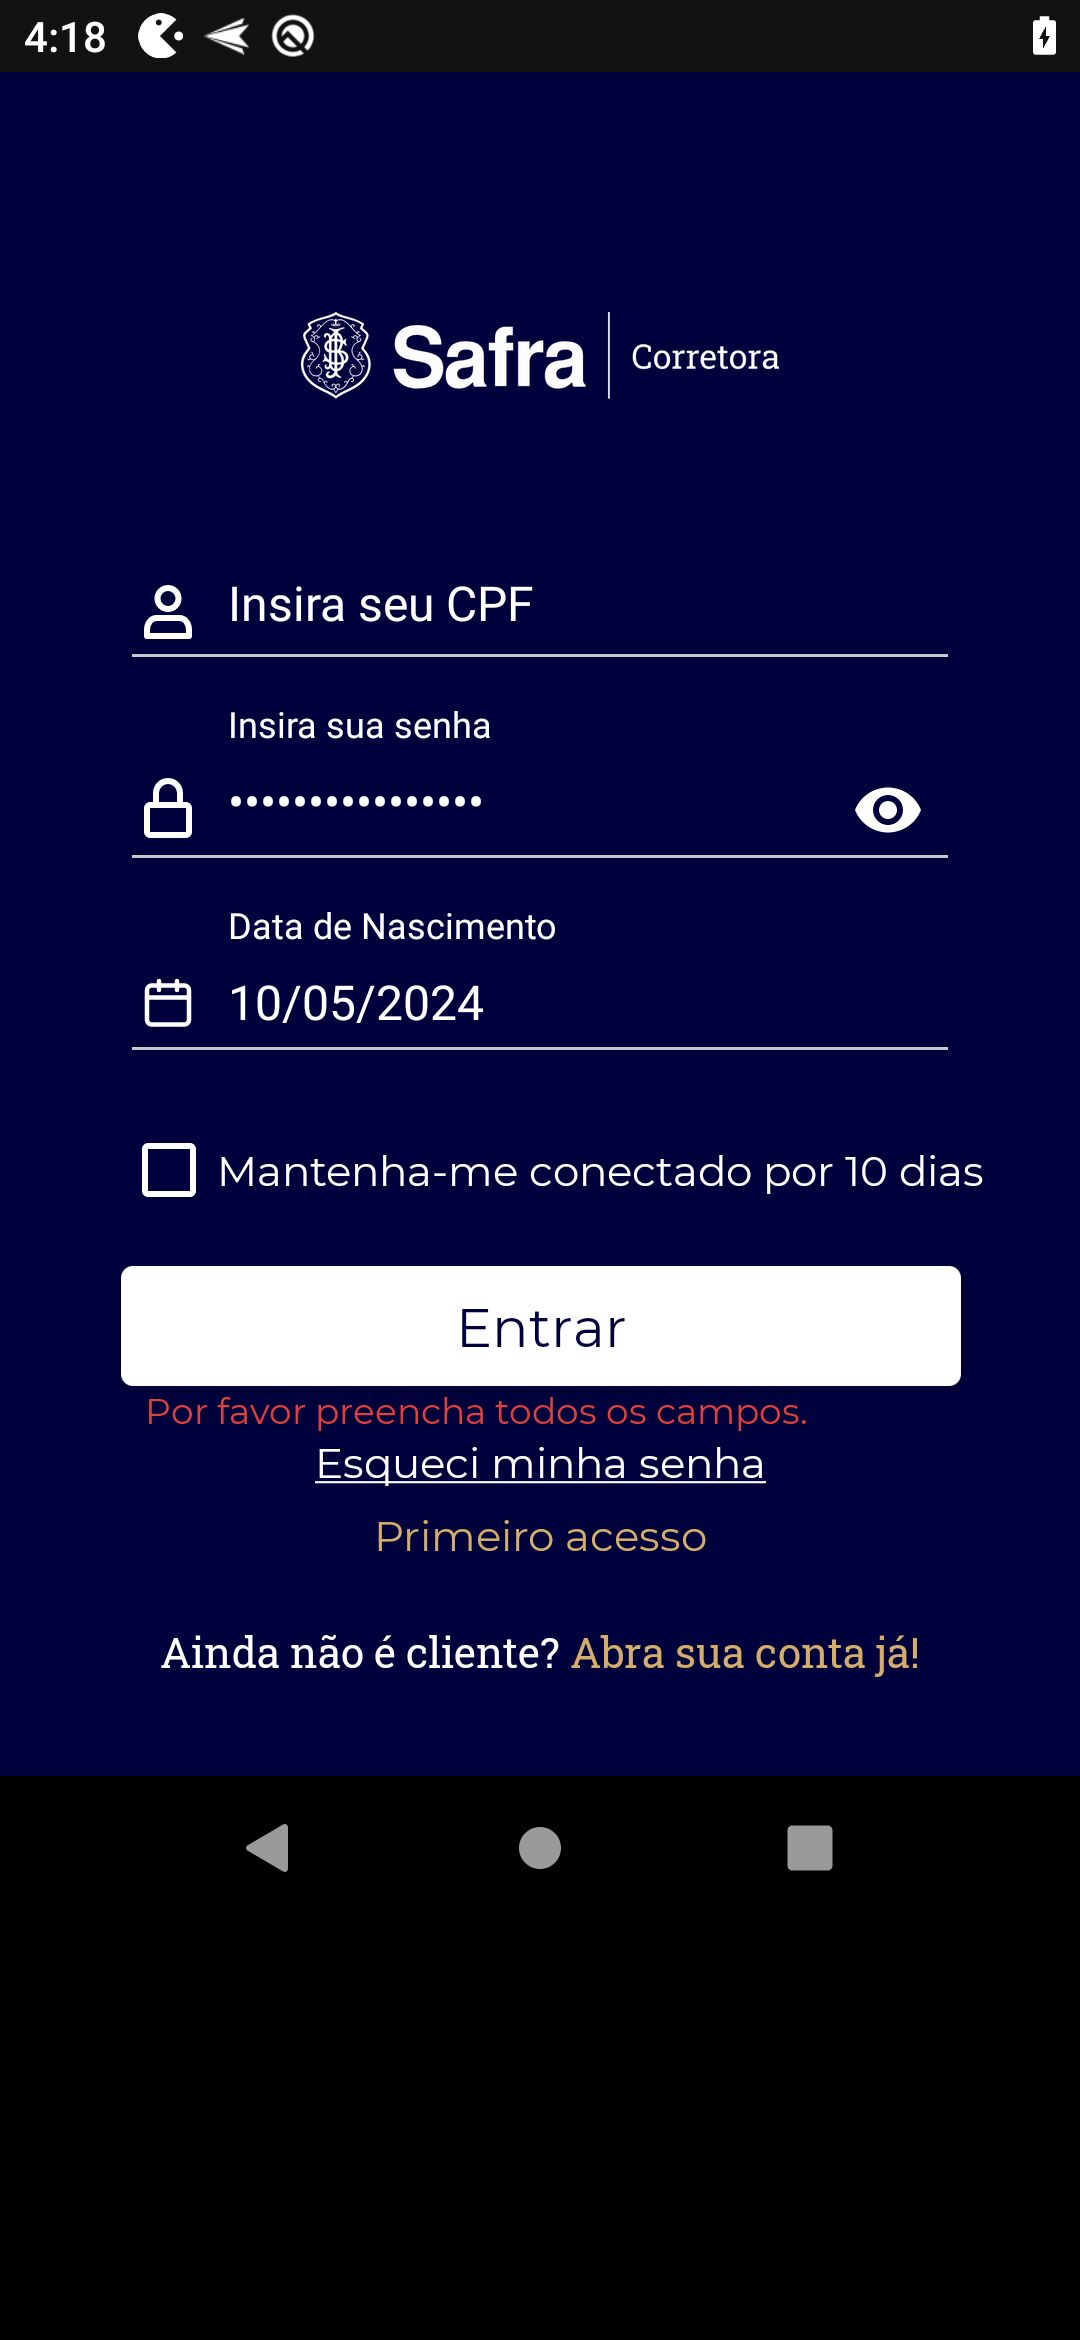 4:18
Safra Corretora
Insira seu CPF
Insira sua senha
••••••••••••••••
Data de Nascimento
10/05/2024
Mantenha-me conectado por 10 dias
Entrar
Por favor preencha todos os campos.
Esqueci minha senha
Primeiro acesso
Ainda não é cliente? Abra sua conta já!